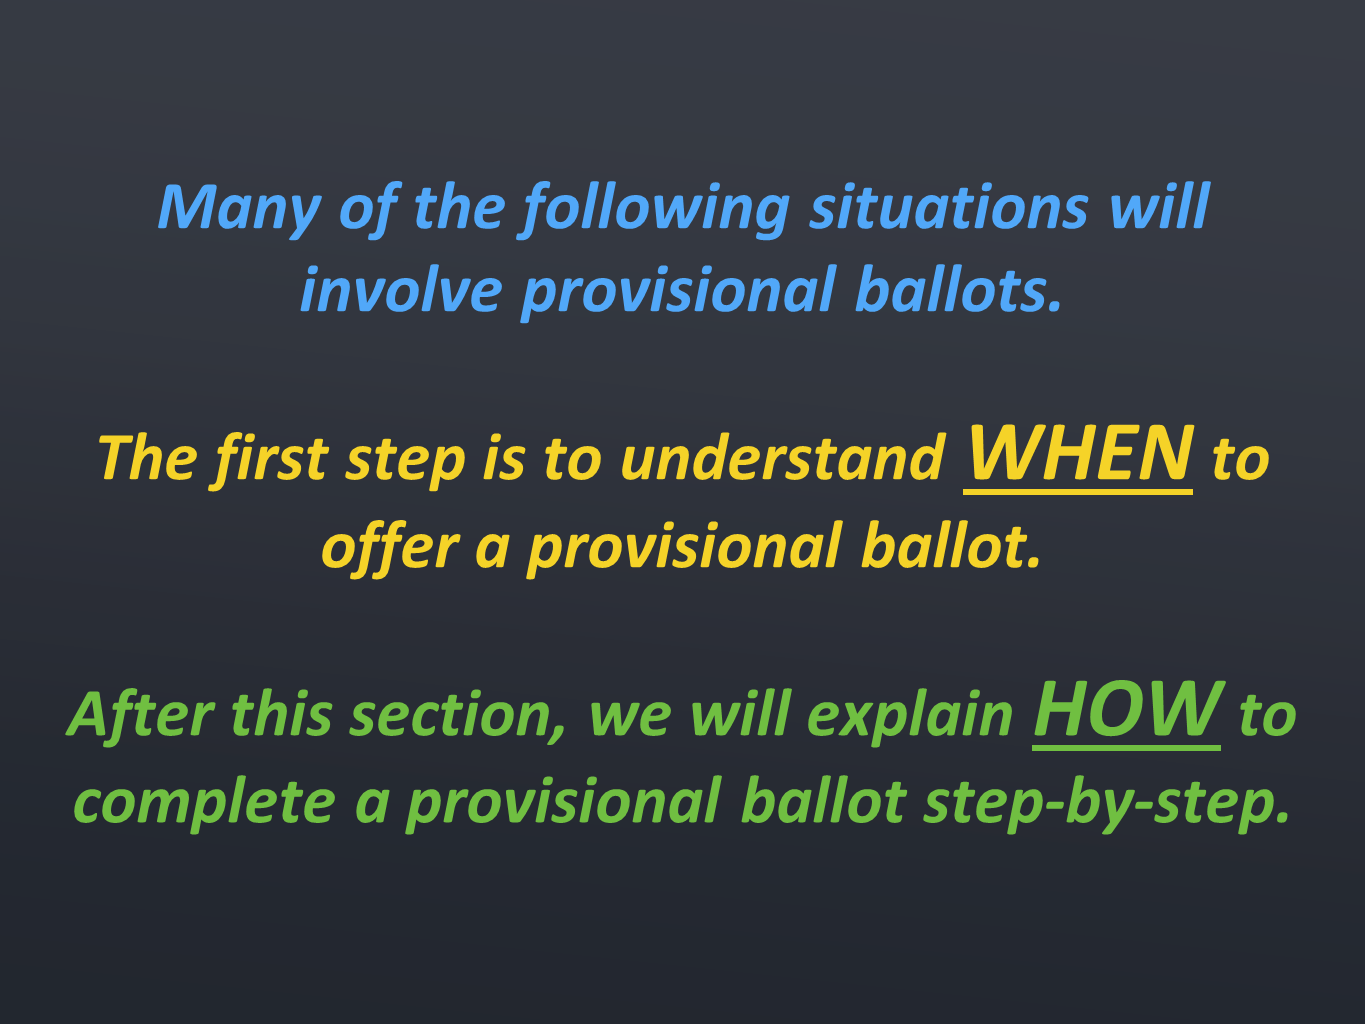 Many of the following situations will
involve provisional ballots.
The first step is to understand WHEN to
offer a provisional ballot.
After this section, we will explain HOW to
complete a provisional ballot step-by-step.